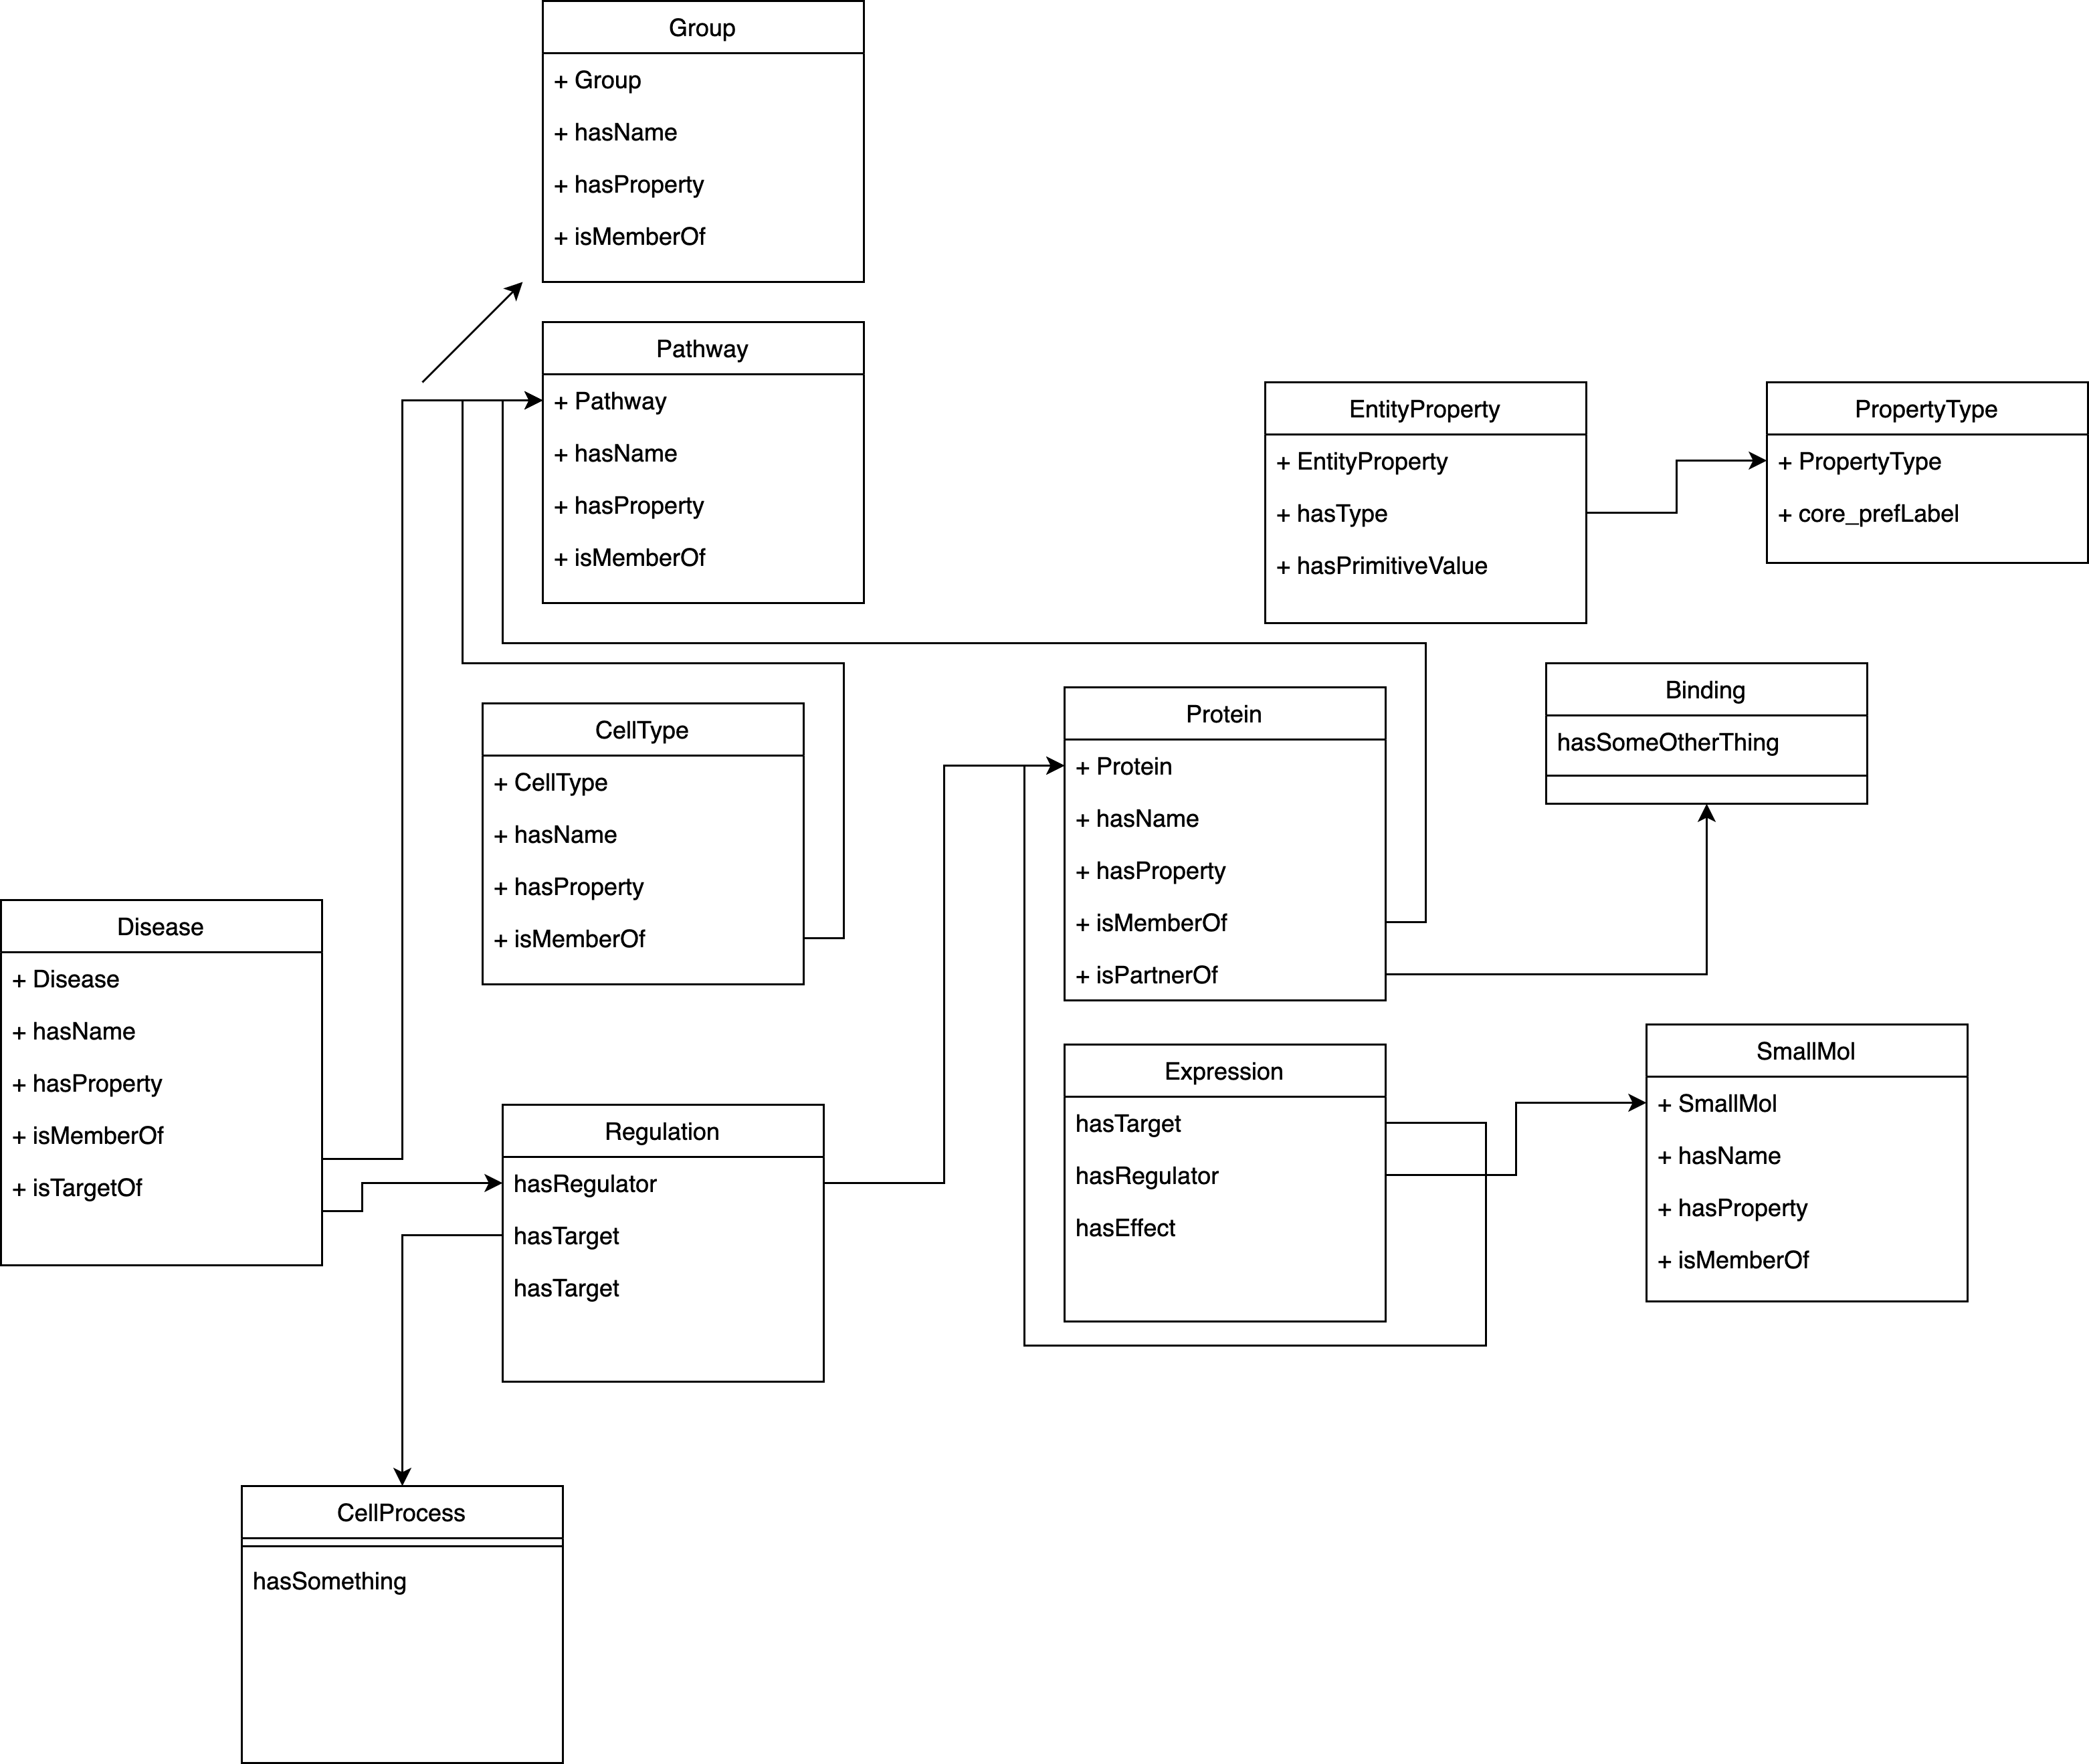 Group
+ Group
+ hasName
+ hasProperty
+ isMemberOf
Pathway
+ Pathway
+ hasName
+ hasProperty
+ isMemberOf
EntityProperty
+ EntityProperty
+ hasType
+ hasPrimitiveValue
PropertyType
+ PropertyType
+ core_prefLabel
CellType
+ CellType
+ hasName
+ hasProperty
+ isMemberOf
Protein
+ Protein
+ hasName
+ hasProperty
+ isMemberOf
+ isPartnerOf
Binding
hasSomeOtherThing
Disease
+ Disease
+ hasName
+ hasProperty
+ isMemberOf
+ isTargetOf
Regulation
hasRegulator
hasTarget
hasTarget
Expression
hasTarget
hasRegulator
hasEffect
SmallMol
+ SmallMol
+ hasName
+ hasProperty
+ isMemberOf
CellProcess
hasSomething